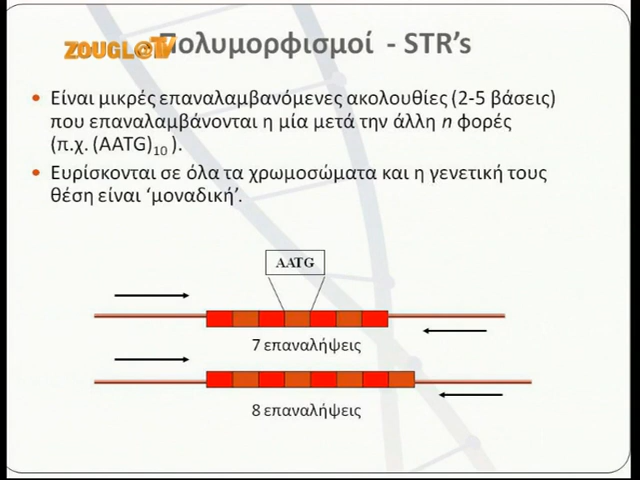 ZOUGL@TV
Πολυμορφισμοί - STR's
• Είναι μικρές επαναλαμβανόμενες ακολουθίες (2-5 βάσεις)
που επαναλαμβάνονται η μία μετά την άλλη n φορές
(π.χ. (AATG)10 ).
• Ευρίσκονται σε όλα τα χρωμοσώματα και η γενετική τους
θέση είναι ‘μοναδική’.
AATG
7 επαναλήψεις
8 επαναλήψεις